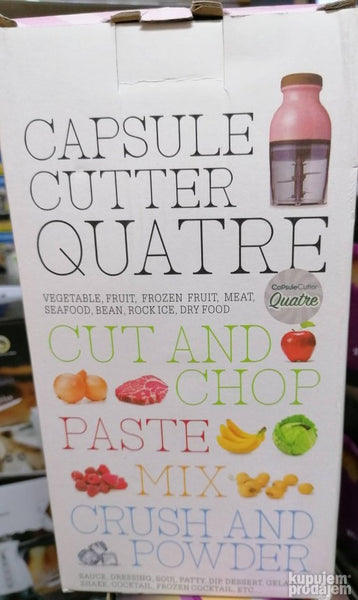 CAPSULE
CUTTER
QUATRE
VEGETABLE, FRUIT, FROZEN FRUIT, MEAT,
SEAFOOD, BEAN, ROCK ICE, DRY FOOD
CaPsuleCutter
Quatre
CUT AND
CHOP
PASTE
MIX
CRUSH AND
POWDER
SAUCE, DRESSING, SOUP, PATTY, DIP, DESSERT,
SHAKE, COCKTAIL, FROZEN COCKTAIL, ETC.
kupujem
prodajem